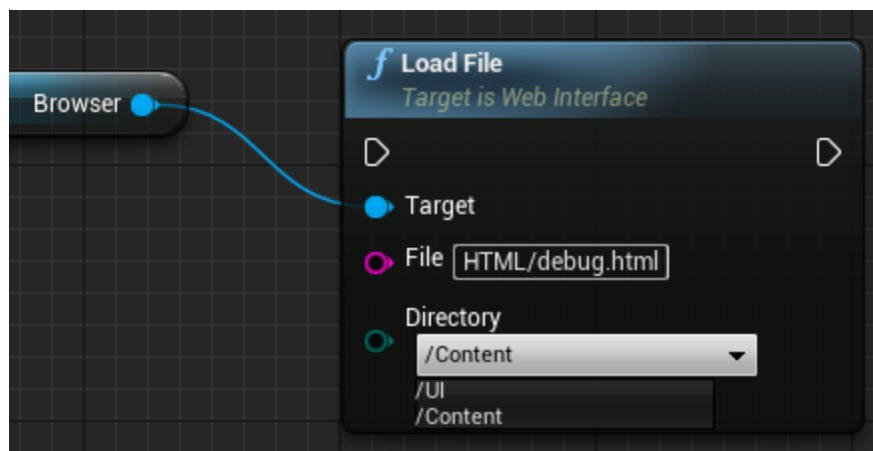 Browser
Load File
Target is Web Interface
Target
File HTML/debug.html
Directory
/Content
/UI
/Content